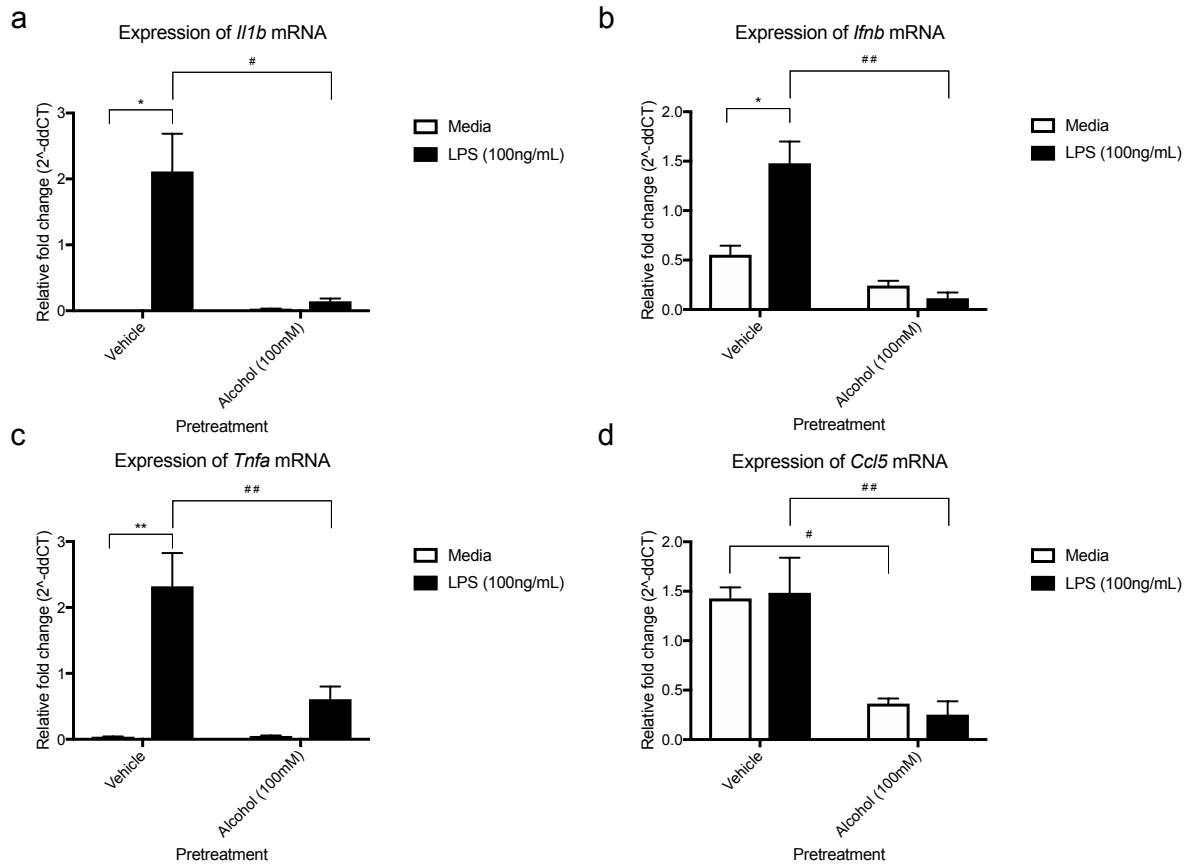 a
Expression of Il1b mRNA
#
*
Relative fold change (2^-ddCT)
3
2
1
0
Media
LPS (100ng/mL)
Vehicle
Alcohol (100mM)
Pretreatment
b
Expression of Ifnb mRNA
##
*
Relative fold change (2^-ddCT)
2.0
1.5
1.0
0.5
0.0
Media
LPS (100ng/mL)
Vehicle
Alcohol (100mM)
Pretreatment
c
Expression of Tnfa mRNA
##
**
Relative fold change (2^-ddCT)
3
2
1
0
Media
LPS (100ng/mL)
Vehicle
Alcohol (100mM)
Pretreatment
d
Expression of Ccl5 mRNA
##
#
Relative fold change (2^-ddCT)
2.0
1.5
1.0
0.5
0.0
Media
LPS (100ng/mL)
Vehicle
Alcohol (100mM)
Pretreatment